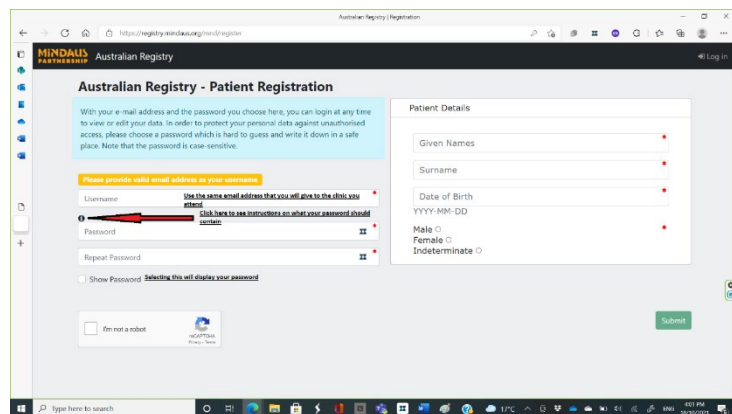 Australian Registry | Registration
https://registry.mindaus.org/mnd/register
MINDAUS
PARTNERSHIP
Australian Registry
Log in
Australian Registry - Patient Registration
With your e-mail address and the password you choose here, you can login at any time
to view or edit your data. In order to protect your personal data against unauthorised
access, please choose a password which is hard to guess and write it down in a safe
place. Note that the password is case-sensitive.
Please provide valid email address as your username
Username
Use the same email address that you will give to the clinic you
attend
Click here to see instructions on what your password should
contain
Password
Repeat Password
Show Password
Selecting this will display your password
I'm not a robot
reCAPTCHA
Privacy - Terms
Patient Details
Given Names
Surname
Date of Birth
YYYY-MM-DD
Male
Female
Indeterminate
Submit
Type here to search
17°C
ENG
4:01 PM